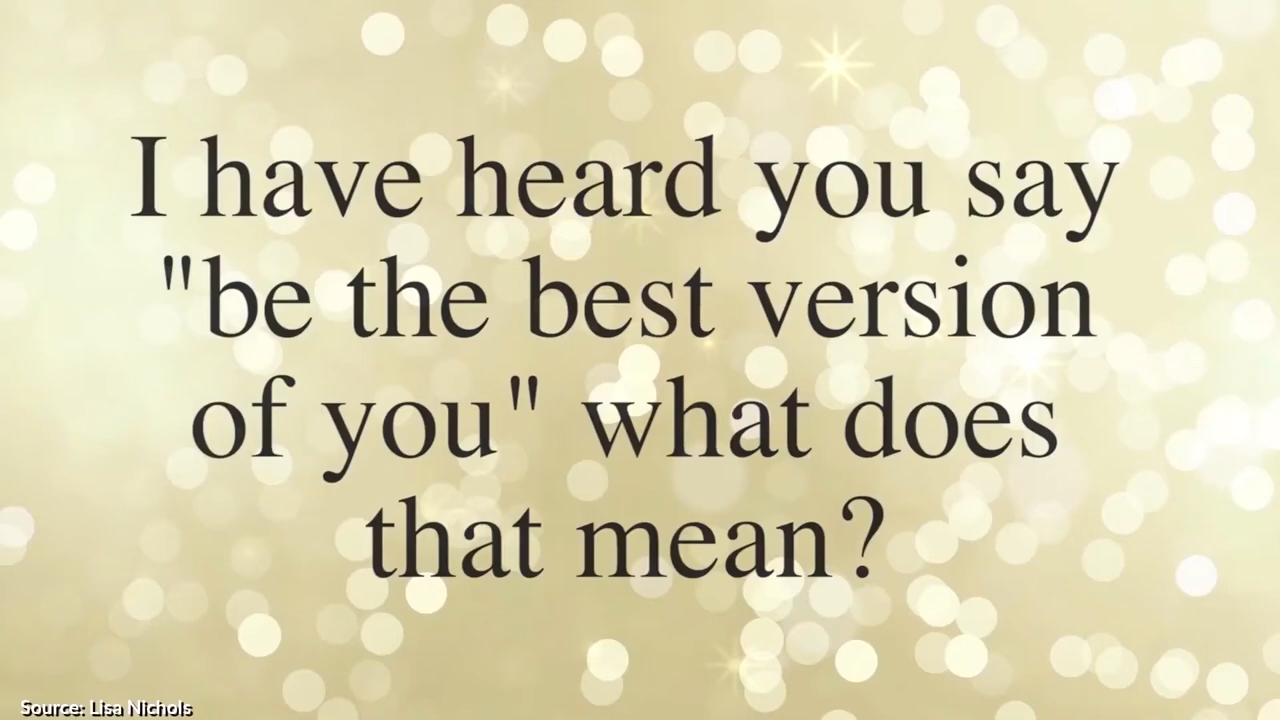 I have heard you say
"be the best version
of you" what does
that mean?
Source: Lisa Nichols